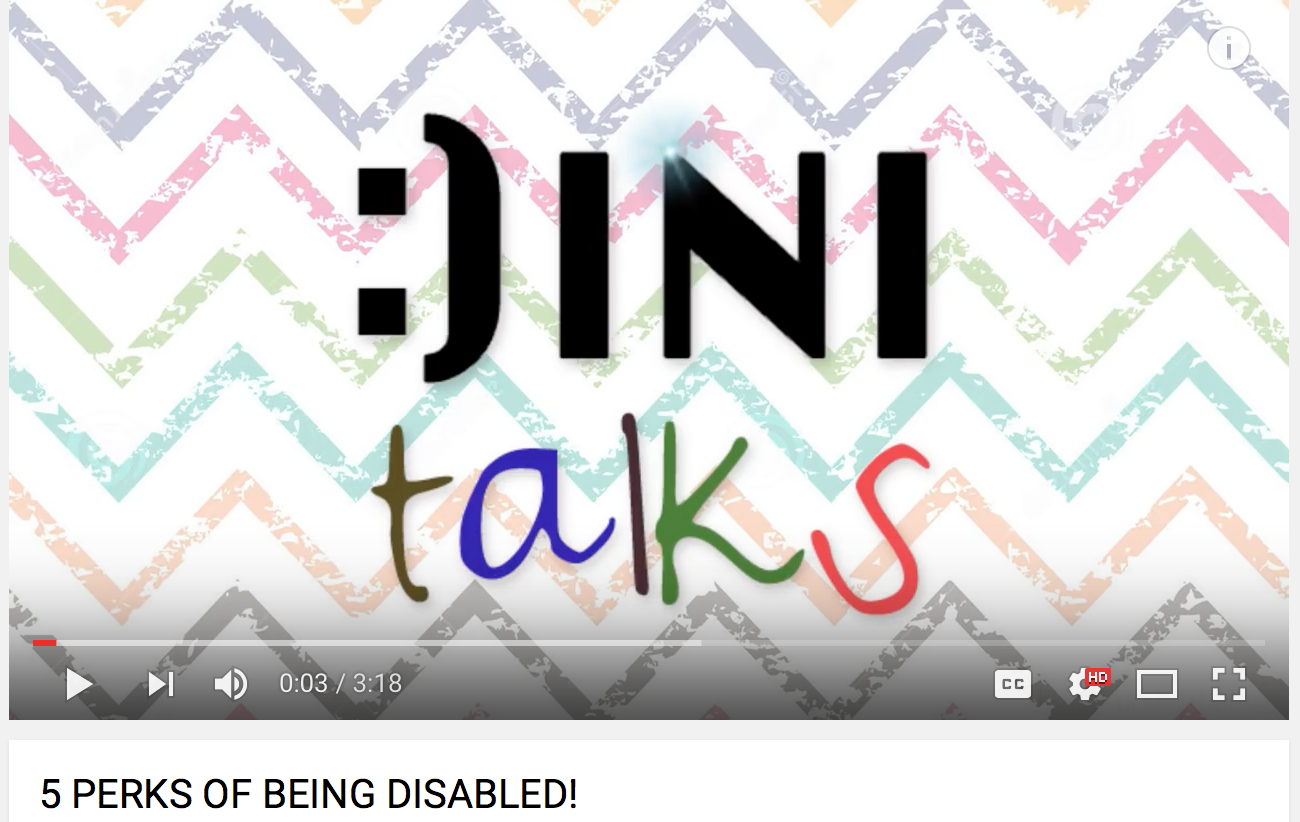 :)INI
talks
0:03 / 3:18
CC
HD
5 PERKS OF BEING DISABLED!